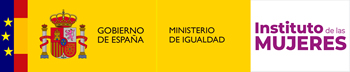 GOBIERNO
DE ESPAÑA
MINISTERIO
DE IGUALDAD
Instituto de las
MUJERES